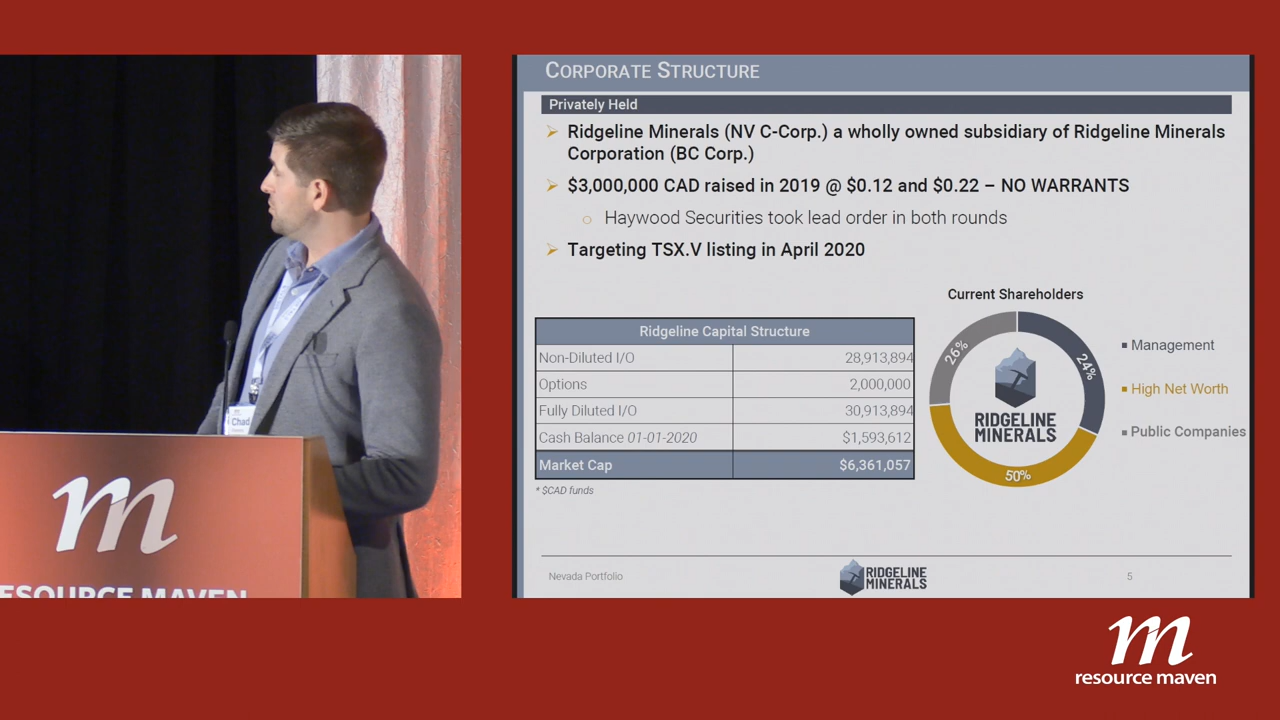 Chad
m
ESOURCE MAVEN
CORPORATE STRUCTURE
Privately Held
Ridgeline Minerals (NV C-Corp.) a wholly owned subsidiary of Ridgeline Minerals
Corporation (BC Corp.)
$3,000,000 CAD raised in 2019 @ $0.12 and $0.22 – NO WARRANTS
Haywood Securities took lead order in both rounds
Targeting TSX.V listing in April 2020
Ridgeline Capital Structure
Non-Diluted I/O 28,913,894
Options 2,000,000
Fully Diluted I/O 30,913,894
Cash Balance 01-01-2020 $1,593,612
Market Cap $6,361,057
* $CAD funds
Current Shareholders
26%
24%
50%
RIDGELINE
MINERALS
Management
High Net Worth
Public Companies
Nevada Portfolio
RIDGELINE
MINERALS
5
m
resource maven